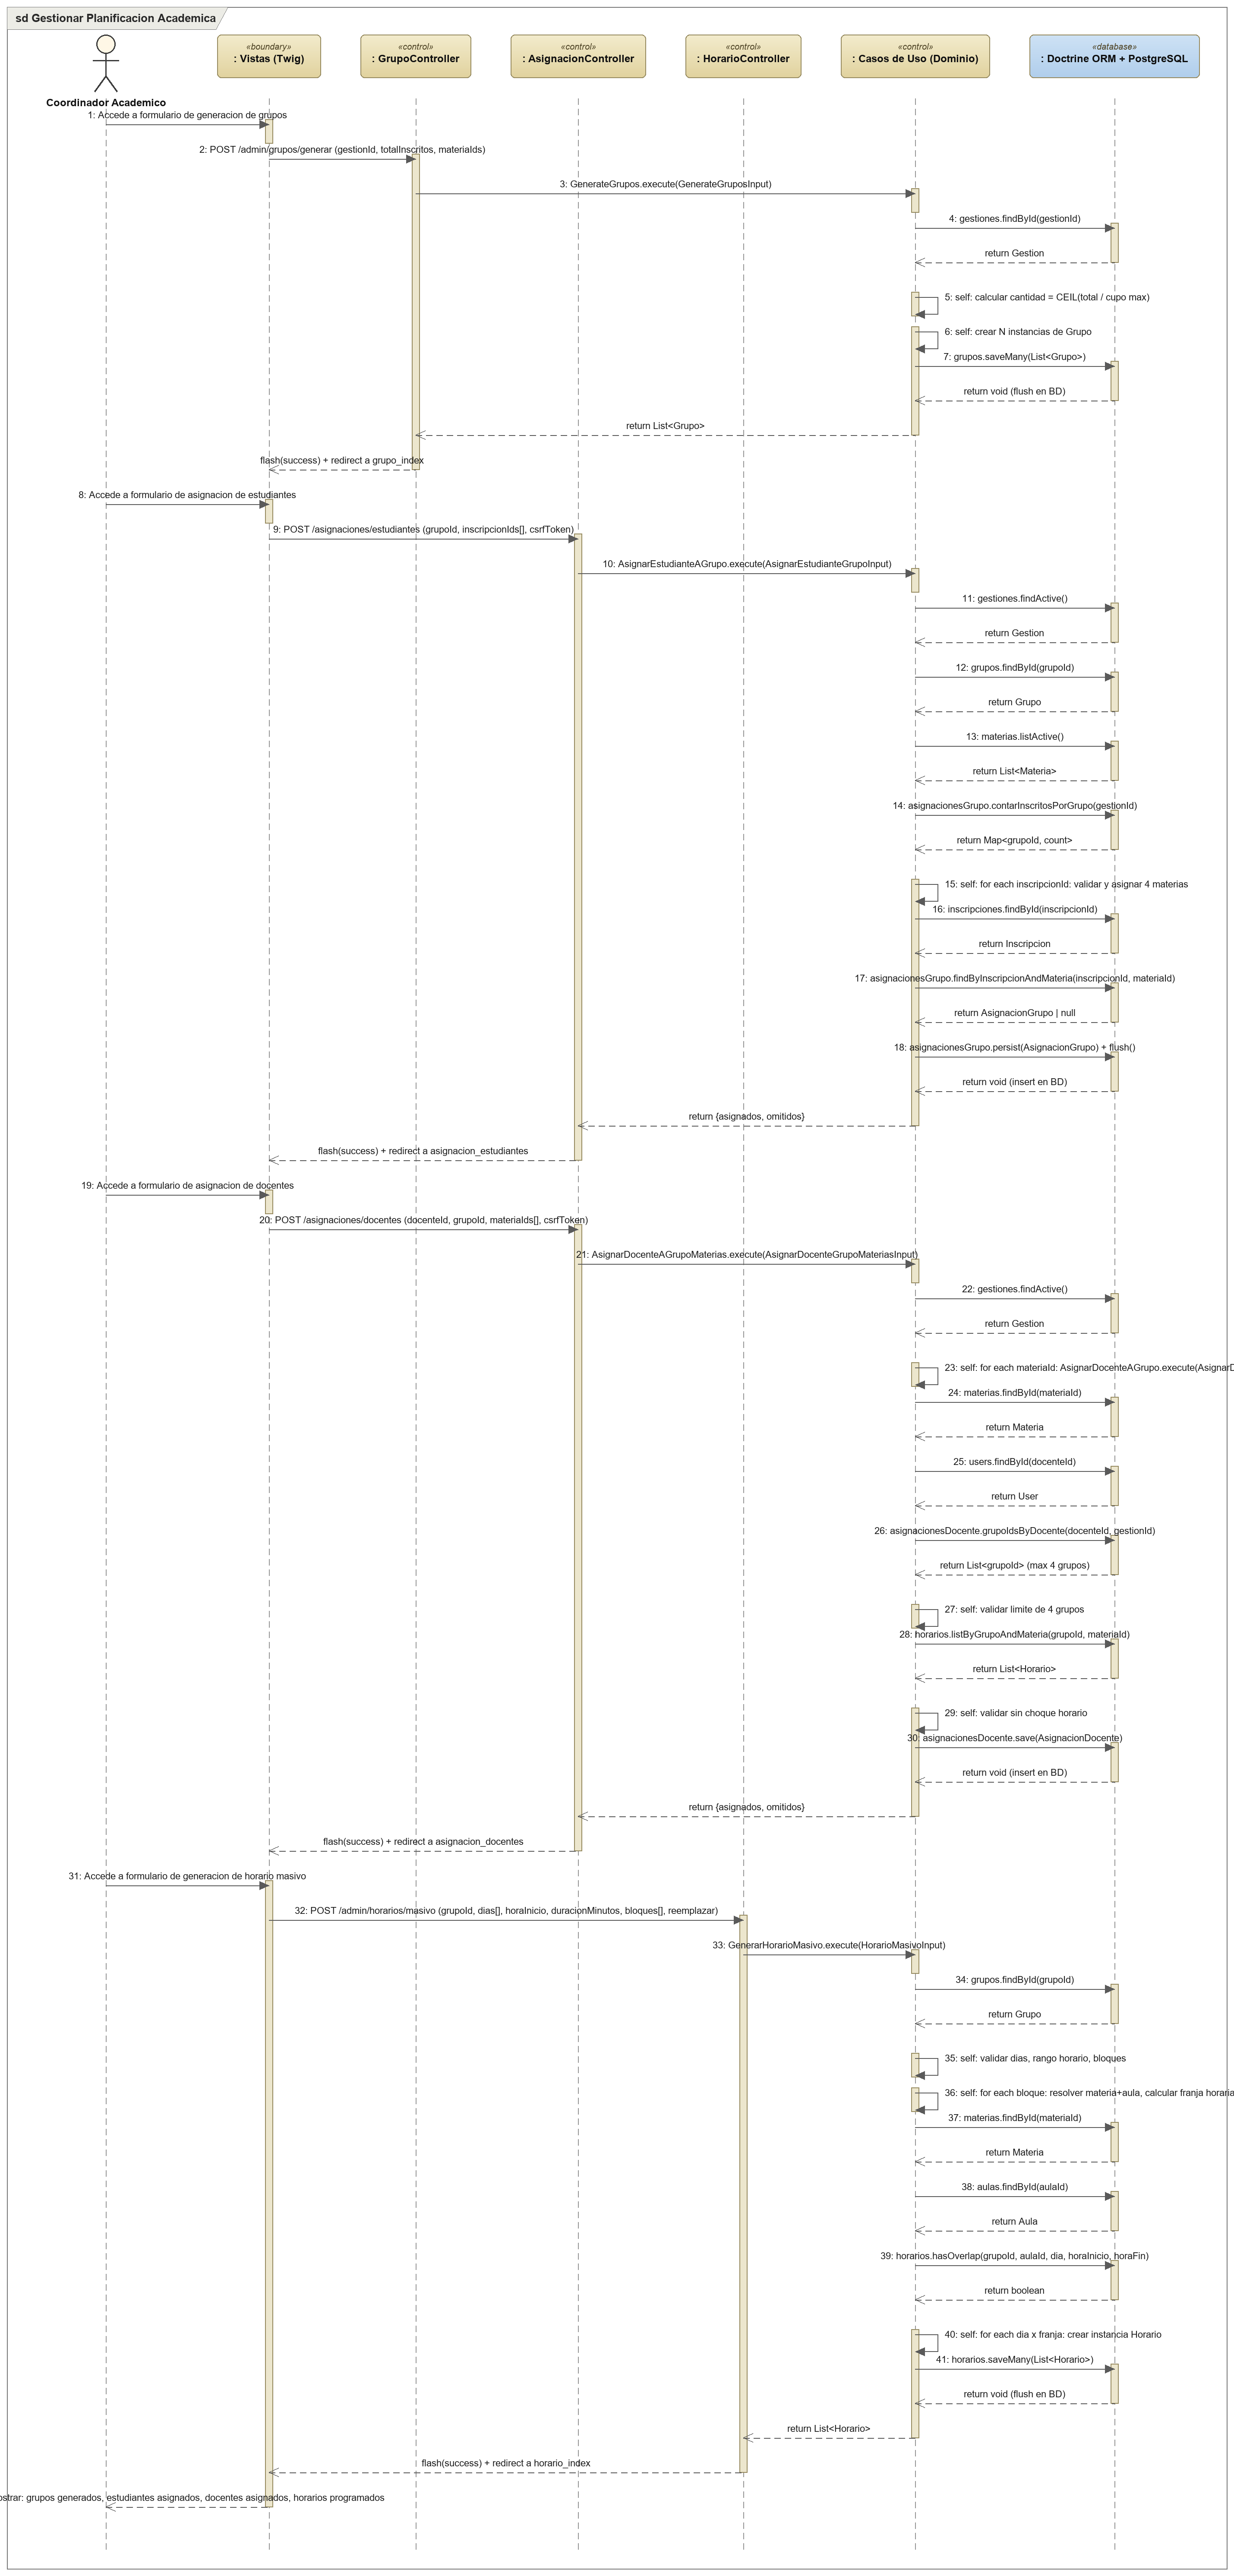 sd Gestionar Planificacion Academica
«boundary»
: Vistas (Twig)
«control»
: GrupoController
«control»
: AsignacionController
«control»
: HorarioController
«control»
: Casos de Uso (Dominio)
«database»
: Doctrine ORM + PostgreSQL
Coordinador Academico
1: Accede a formulario de generacion de grupos
2: POST /admin/grupos/generar (gestionId, totalInscritos, materiaIds)
3: GenerateGrupos.execute(GenerateGruposInput)
4: gestiones.findById(gestionId)
return Gestion
5: self: calcular cantidad = CEIL(total / cupo max)
6: self: crear N instancias de Grupo
7: grupos.saveMany(List<Grupo>)
return void (flush en BD)
return List<Grupo>
flash(success) + redirect a grupo_index
8: Accede a formulario de asignacion de estudiantes
9: POST /asignaciones/estudiantes (grupoId, inscripcionIds[], csrfToken)
10: AsignarEstudianteAGrupo.execute(AsignarEstudianteGrupoInput)
11: gestiones.findActive()
return Gestion
12: grupos.findById(grupoId)
return Grupo
13: materias.listActive()
return List<Materia>
14: asignacionesGrupo.contarInscritosPorGrupo(gestionId)
return Map<grupoId, count>
15: self: for each inscripcionId: validar y asignar 4 materias
16: inscripciones.findById(inscripcionId)
return Inscripcion
17: asignacionesGrupo.findByInscripcionAndMateria(inscripcionId, materiaId)
return AsignacionGrupo | null
18: asignacionesGrupo.persist(AsignacionGrupo) + flush()
return void (insert en BD)
return {asignados, omitidos}
flash(success) + redirect a asignacion_estudiantes
19: Accede a formulario de asignacion de docentes
20: POST /asignaciones/docentes (docenteId, grupoId, materiaIds[], csrfToken)
21: AsignarDocenteAGrupoMaterias.execute(AsignarDocenteGrupoMateriasInput)
22: gestiones.findActive()
return Gestion
23: self: for each materiaId: AsignarDocenteAGrupo.execute(AsignarD
24: materias.findById(materiaId)
return Materia
25: users.findById(docenteId)
return User
26: asignacionesDocente.grupoIdsByDocente(docenteId, gestionId)
return List<grupoId> (max 4 grupos)
27: self: validar limite de 4 grupos
28: horarios.listByGrupoAndMateria(grupoId, materiaId)
return List<Horario>
29: self: validar sin choque horario
30: asignacionesDocente.save(AsignacionDocente)
return void (insert en BD)
return {asignados, omitidos}
flash(success) + redirect a asignacion_docentes
31: Accede a formulario de generacion de horario masivo
32: POST /admin/horarios/masivo (grupoId, dias[], horaInicio, duracionMinutos, bloques[], reemplazar)
33: GenerarHorarioMasivo.execute(HorarioMasivoInput)
34: grupos.findById(grupoId)
return Grupo
35: self: validar dias, rango horario, bloques
36: self: for each bloque: resolver materia+aula, calcular franja horaria
37: materias.findById(materiaId)
return Materia
38: aulas.findById(aulaId)
return Aula
39: horarios.hasOverlap(grupoId, aulaId, dia, horaInicio, horaFin)
return boolean
40: self: for each dia x franja: crear instancia Horario
41: horarios.saveMany(List<Horario>)
return void (flush en BD)
return List<Horario>
flash(success) + redirect a horario_index
ostrar: grupos generados, estudiantes asignados, docentes asignados, horarios programados